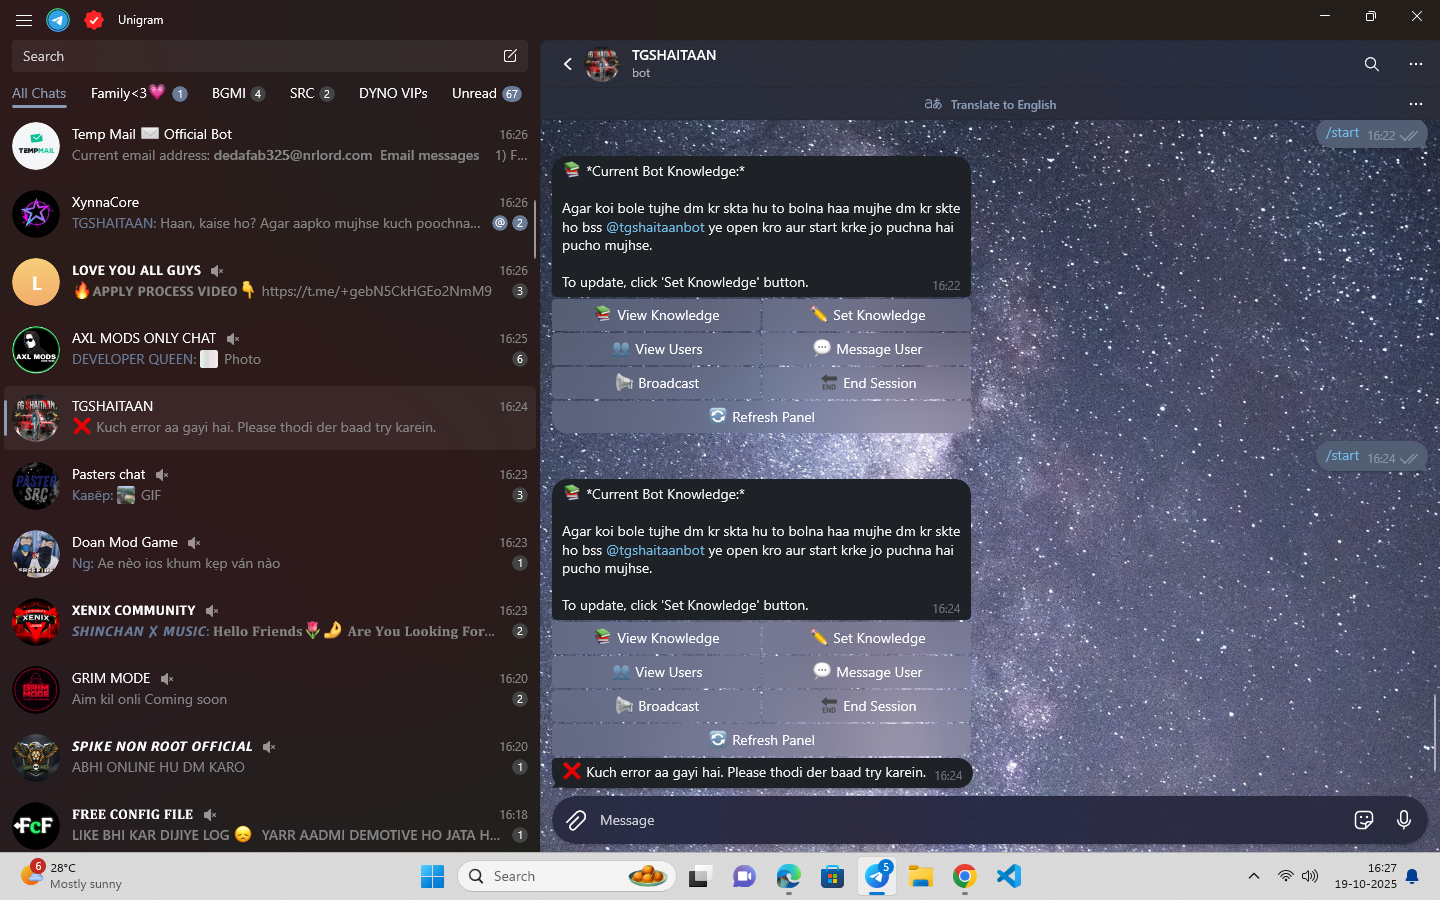 Unigram
Search
All Chats
Family<3💗 1
BGMI 4
SRC 2
DYNO VIPs
Unread 67
TEMPMAIL
Temp Mail ✉️ Official Bot
16:26
Current email address: dedafab325@nrlord.com Email messages 1) F...
XynnaCore
16:26
TGSHAITAAN: Haan, kaise ho? Agar aapko mujhse kuch poochna...
@ 2
L
LOVE YOU ALL GUYS
16:26
🔥APPLY PROCESS VIDEO👇 https://t.me/+gebN5CkHGEo2NmM9
3
AXL MODS
AXL MODS ONLY CHAT
16:25
DEVELOPER QUEEN: Photo
6
TGSHAITAAN
16:24
❌ Kuch error aa gayi hai. Please thodi der baad try karein.
PASTER SRC
Pasters chat
16:23
Кавёр: GIF
3
FREEFIRE
Doan Mod Game
16:23
Ng: Ae nèo ios khum kẹp ván nào
1
XENIX
XENIX COMMUNITY
16:23
SHINCHAN X MUSIC: Hello Friends🌷🤌 Are You Looking For...
2
GRIM MODE
GRIM MODE
16:20
Aim kil onli Coming soon
2
SPIKE NON ROOT OFFICIAL
16:20
ABHI ONLINE HU DM KARO
1
FcF
FREE CONFIG FILE
16:18
LIKE BHI KAR DIJIYE LOG 😞 YARR AADMI DEMOTIVE HO JATA H...
1
TGSHAITAAN
bot
Translate to English
/start 16:22
📚 *Current Bot Knowledge:*
Agar koi bole tujhe dm kr skta hu to bolna haa mujhe dm kr skte
ho bss @tgshaitaanbot ye open kro aur start krke jo puchna hai
pucho mujhse.
To update, click 'Set Knowledge' button.
16:22
📚 View Knowledge
✏️ Set Knowledge
👥 View Users
💬 Message User
📢 Broadcast
🔚 End Session
🔄 Refresh Panel
/start 16:24
📚 *Current Bot Knowledge:*
Agar koi bole tujhe dm kr skta hu to bolna haa mujhe dm kr skte
ho bss @tgshaitaanbot ye open kro aur start krke jo puchna hai
pucho mujhse.
To update, click 'Set Knowledge' button.
16:24
📚 View Knowledge
✏️ Set Knowledge
👥 View Users
💬 Message User
📢 Broadcast
🔚 End Session
🔄 Refresh Panel
❌ Kuch error aa gayi hai. Please thodi der baad try karein. 16:24
Message
6
28°C
Mostly sunny
Search
5
16:27
19-10-2025